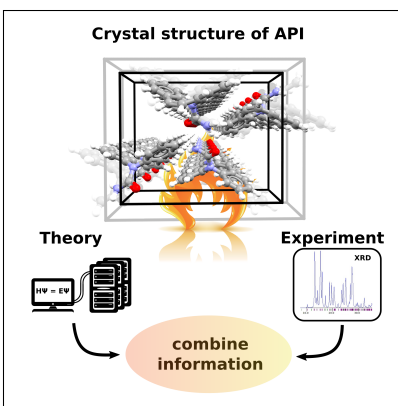 Crystal structure of API
Theory
Experiment
HΨ = EΨ
XRD
combine
information